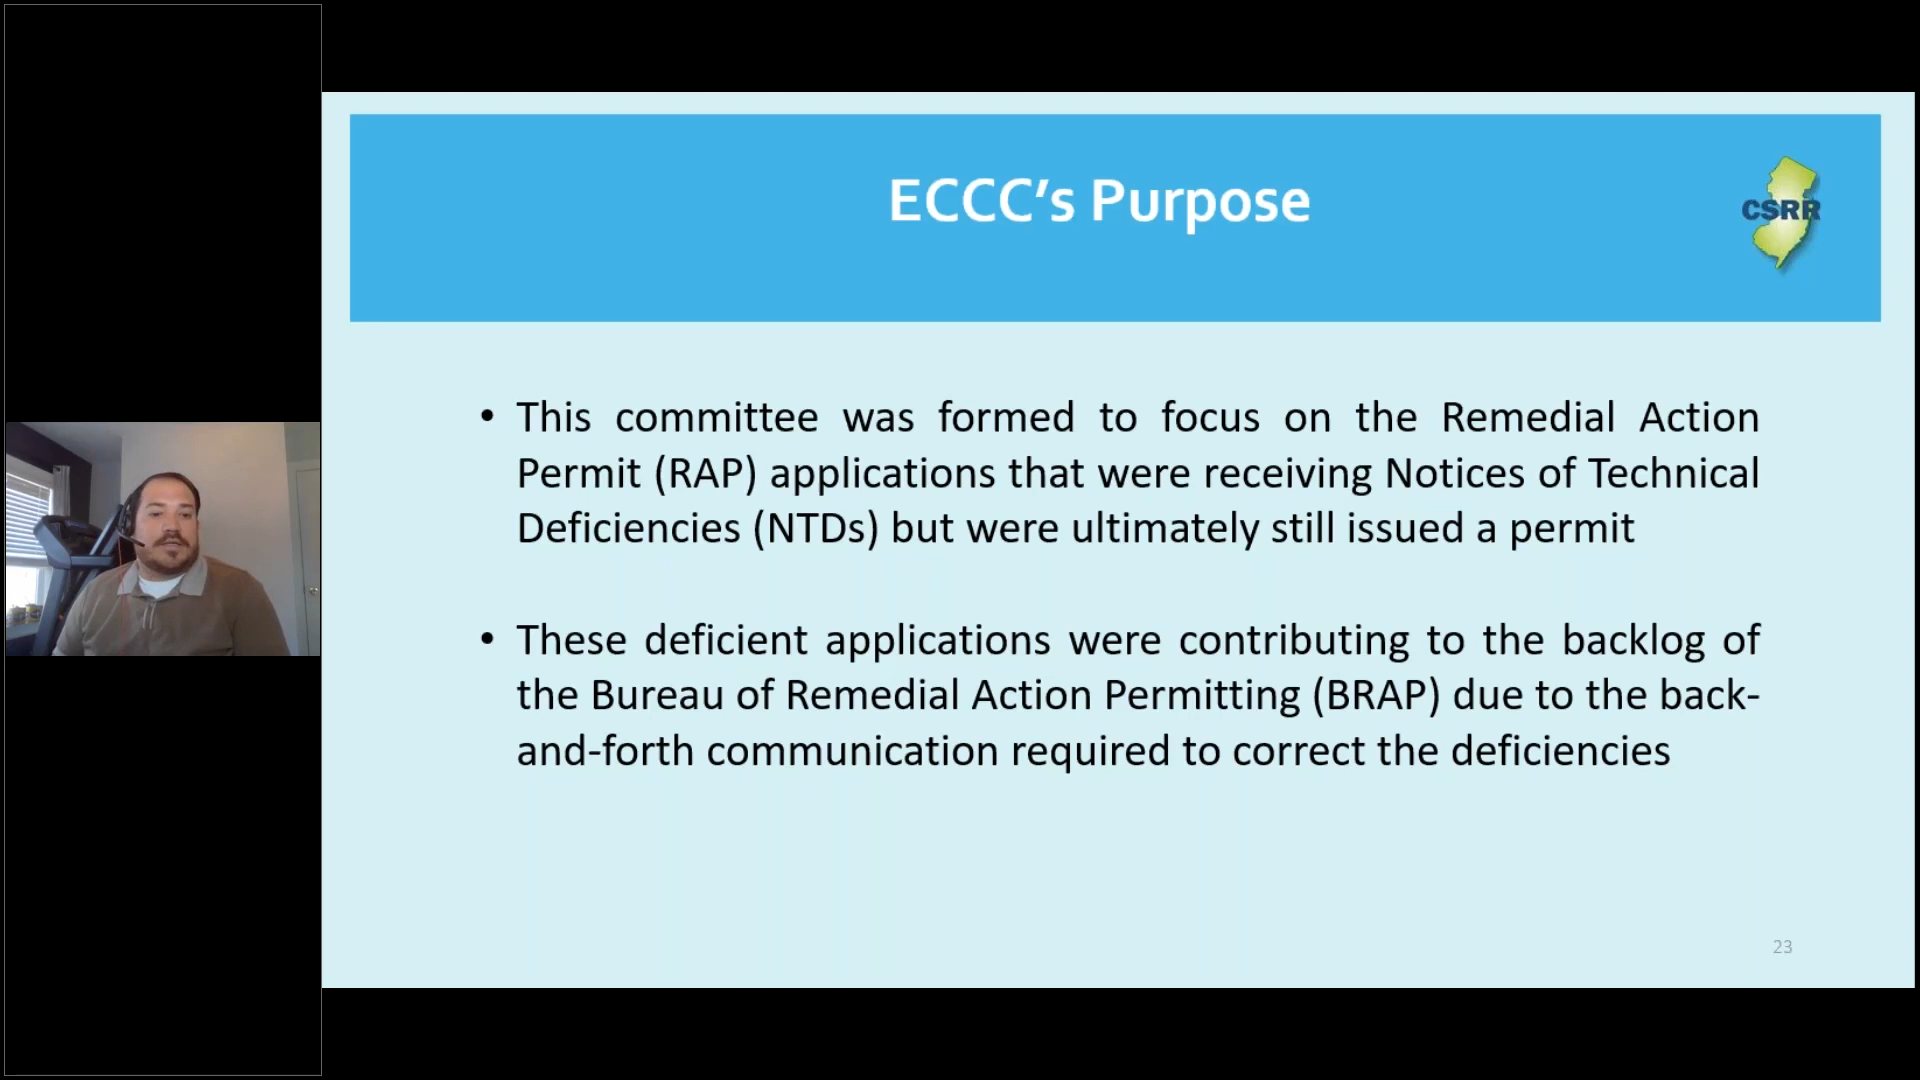 ECCC's Purpose
CSRR
• This committee was formed to focus on the Remedial Action
Permit (RAP) applications that were receiving Notices of Technical
Deficiencies (NTDs) but were ultimately still issued a permit
• These deficient applications were contributing to the backlog of
the Bureau of Remedial Action Permitting (BRAP) due to the back-
and-forth communication required to correct the deficiencies
23